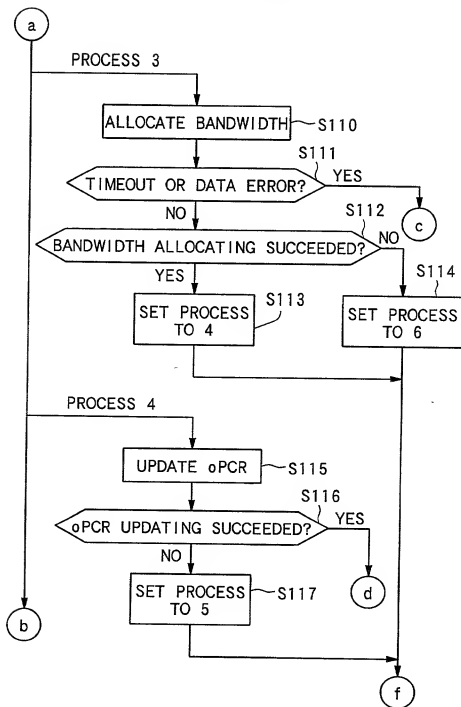 a
PROCESS 3
ALLOCATE BANDWIDTH
S110
S111
TIMEOUT OR DATA ERROR?
YES
NO
c
S112
BANDWIDTH ALLOCATING SUCCEEDED?
NO
YES
S113
S114
SET PROCESS
TO 4
SET PROCESS
TO 6
PROCESS 4
UPDATE oPCR
S115
S116
oPCR UPDATING SUCCEEDED?
YES
NO
d
SET PROCESS
TO 5
S117
b
f